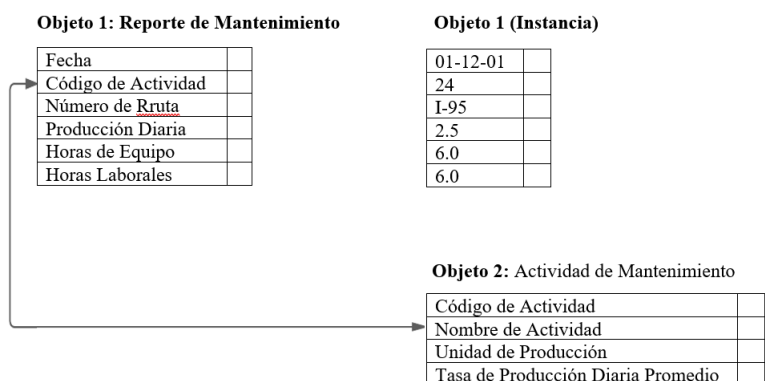 Objeto 1: Reporte de Mantenimiento
Fecha
Código de Actividad
Número de Rruta
Producción Diaria
Horas de Equipo
Horas Laborales
Objeto 1 (Instancia)
01-12-01
24
I-95
2.5
6.0
6.0
Objeto 2: Actividad de Mantenimiento
Código de Actividad
Nombre de Actividad
Unidad de Producción
Tasa de Producción Diaria Promedio